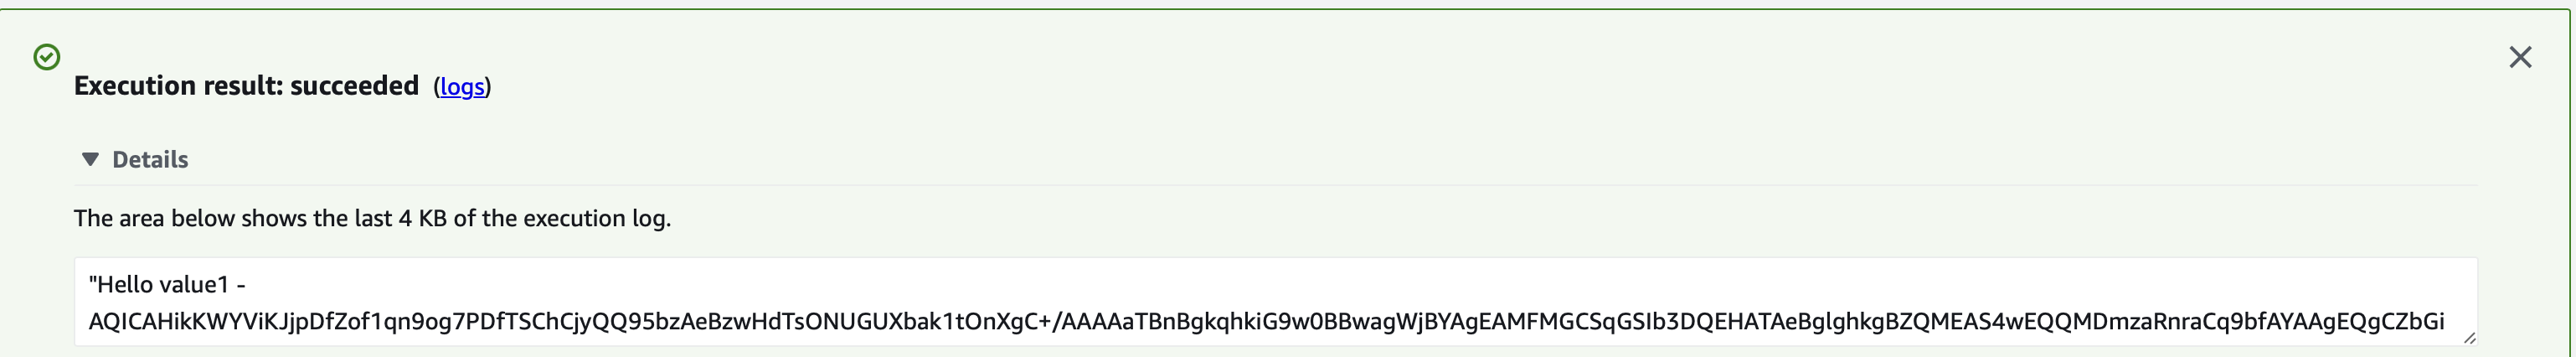 Execution result: succeeded (logs)
Details
The area below shows the last 4 KB of the execution log.
"Hello value1 -
AQICAHikKWYViKJjpDfZof1qn9og7PDfTSChCjyQQ95bzAeBzwHdTsONUGUXbak1tOnXgC+/AAAAaTBnBgkqhkiG9w0BBwagWjBYAgEAMFMGCSqGSIb3DQEHATAeBglghkgBZQMEAS4wEQQMDmzaRnraCq9bfAYAAgEQgCZbGi